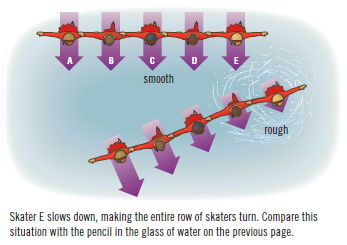 A B C D E
smooth
rough
Skater E slows down, making the entire row of skaters turn. Compare this
situation with the pencil in the glass of water on the previous page.